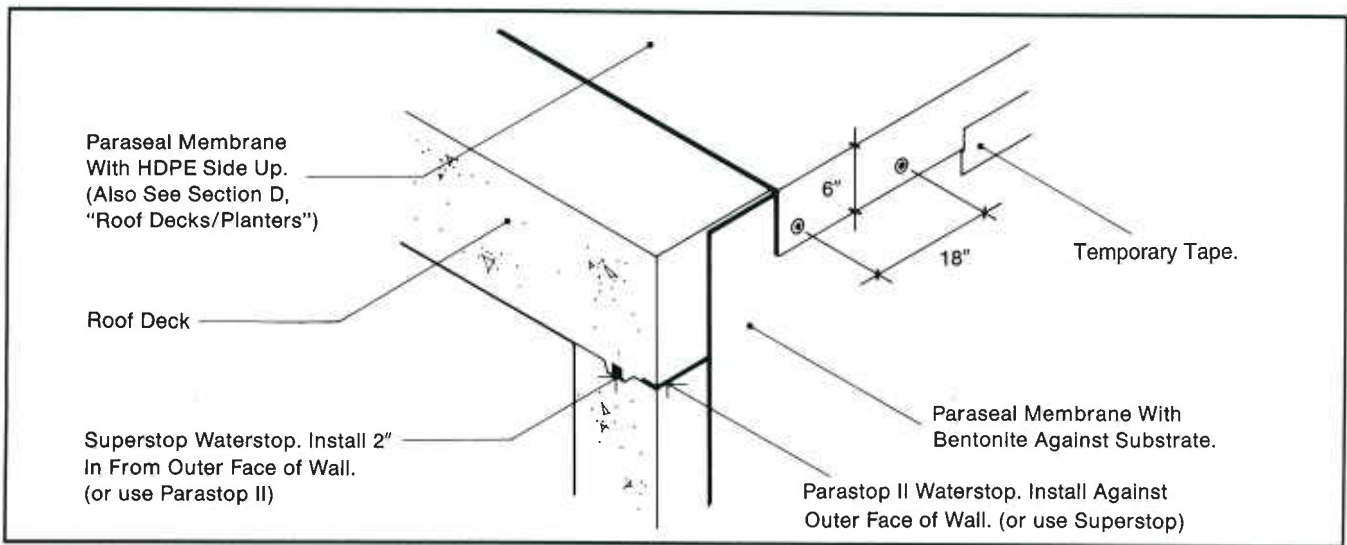 Paraseal Membrane
With HDPE Side Up.
(Also See Section D,
"Roof Decks/Planters")
Roof Deck
Superstop Waterstop. Install 2"
In From Outer Face of Wall.
(or use Parastop II)
6"
18"
Temporary Tape.
Paraseal Membrane With
Bentonite Against Substrate.
Parastop II Waterstop. Install Against
Outer Face of Wall. (or use Superstop)